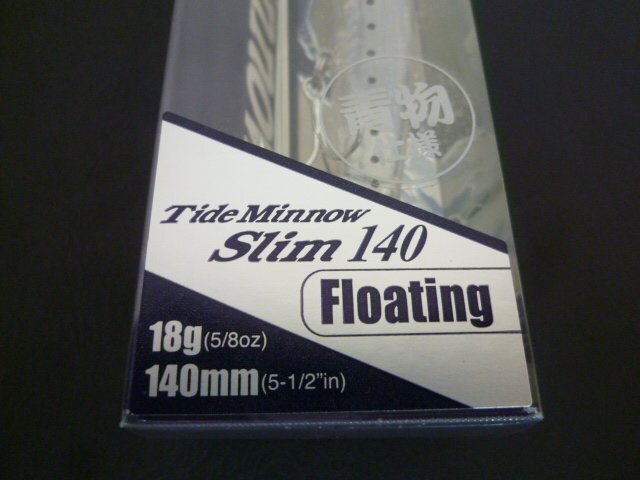 青物
仕様
Tide Minnow
Slim 140
Floating
18g (5/8oz)
140mm (5-1/2"in)